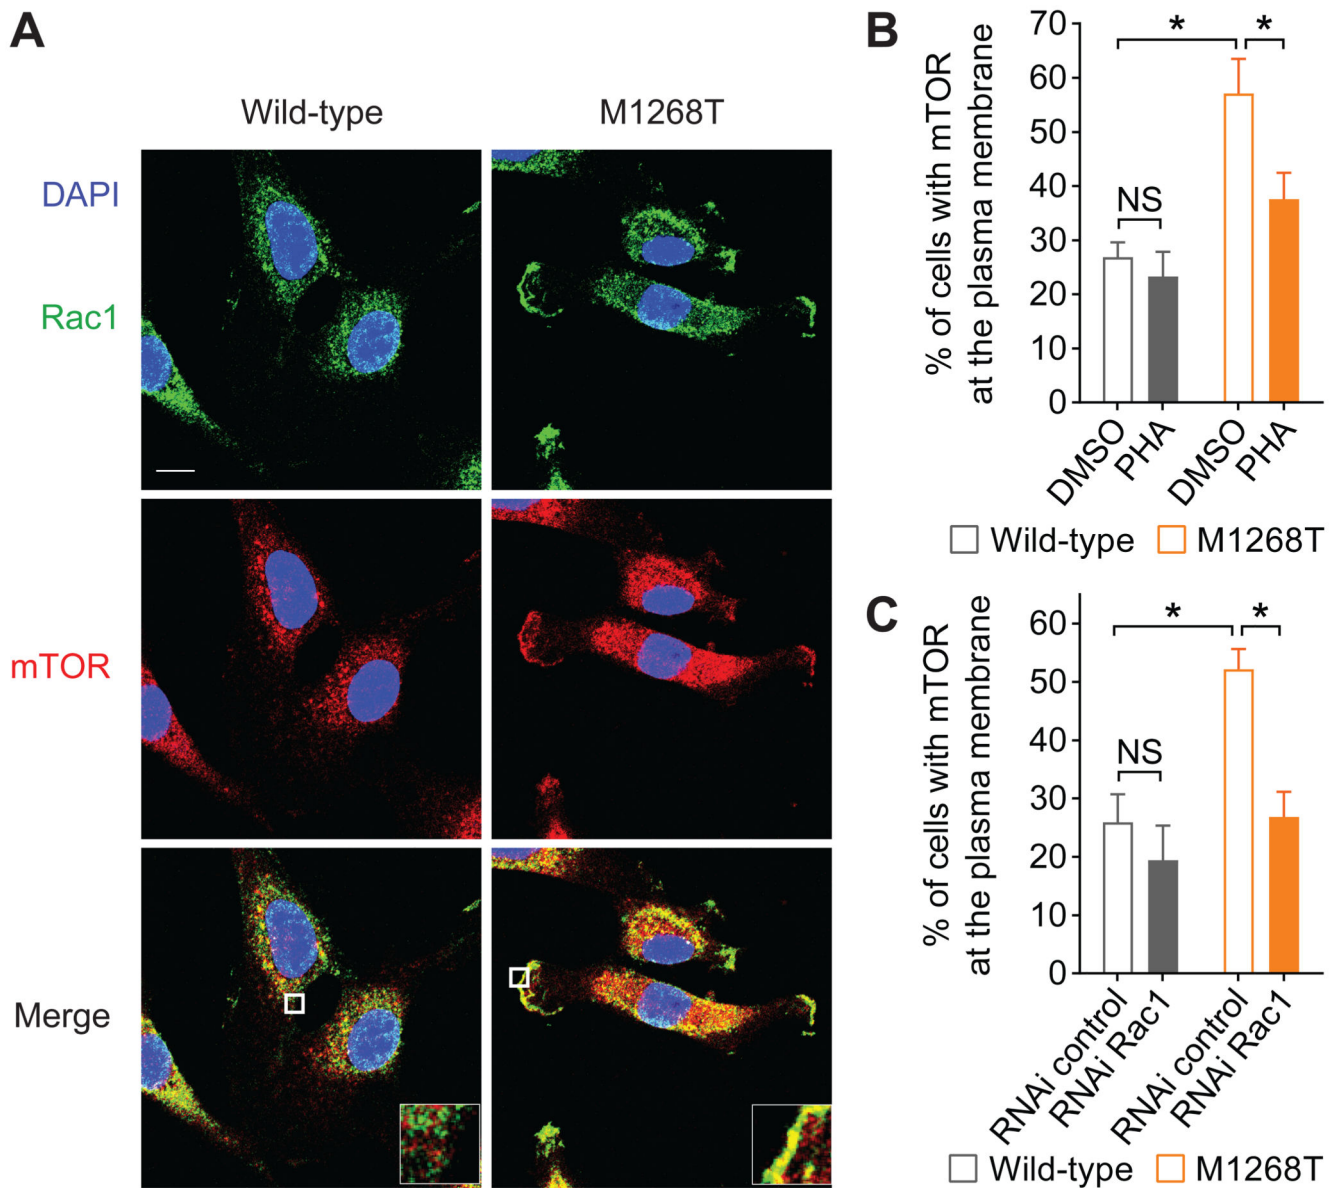 A
Wild-type
M1268T
DAPI
Rac1
mTOR
Merge
B
% of cells with mTOR
at the plasma membrane
70
60
50
40
30
20
10
0
*
*
NS
DMSO
PHA
DMSO
PHA
Wild-type
M1268T
C
% of cells with mTOR
at the plasma membrane
60
50
40
30
20
10
0
*
*
NS
RNAi control
RNAi Rac1
RNAi control
RNAi Rac1
Wild-type
M1268T